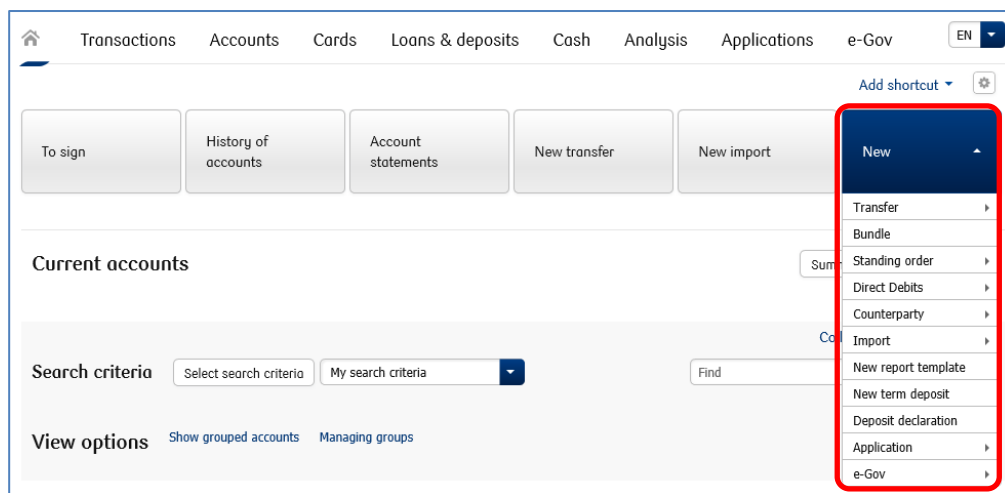 Transactions Accounts Cards Loans & deposits Cash Analysis Applications e-Gov EN
Add shortcut
To sign
History of
accounts
Account
statements
New transfer
New import
New
Transfer
Bundle
Standing order
Direct Debits
Counterparty
Import
New report template
New term deposit
Deposit declaration
Application
e-Gov
Current accounts
Search criteria Select search criteria My search criteria Find
View options Show grouped accounts Managing groups